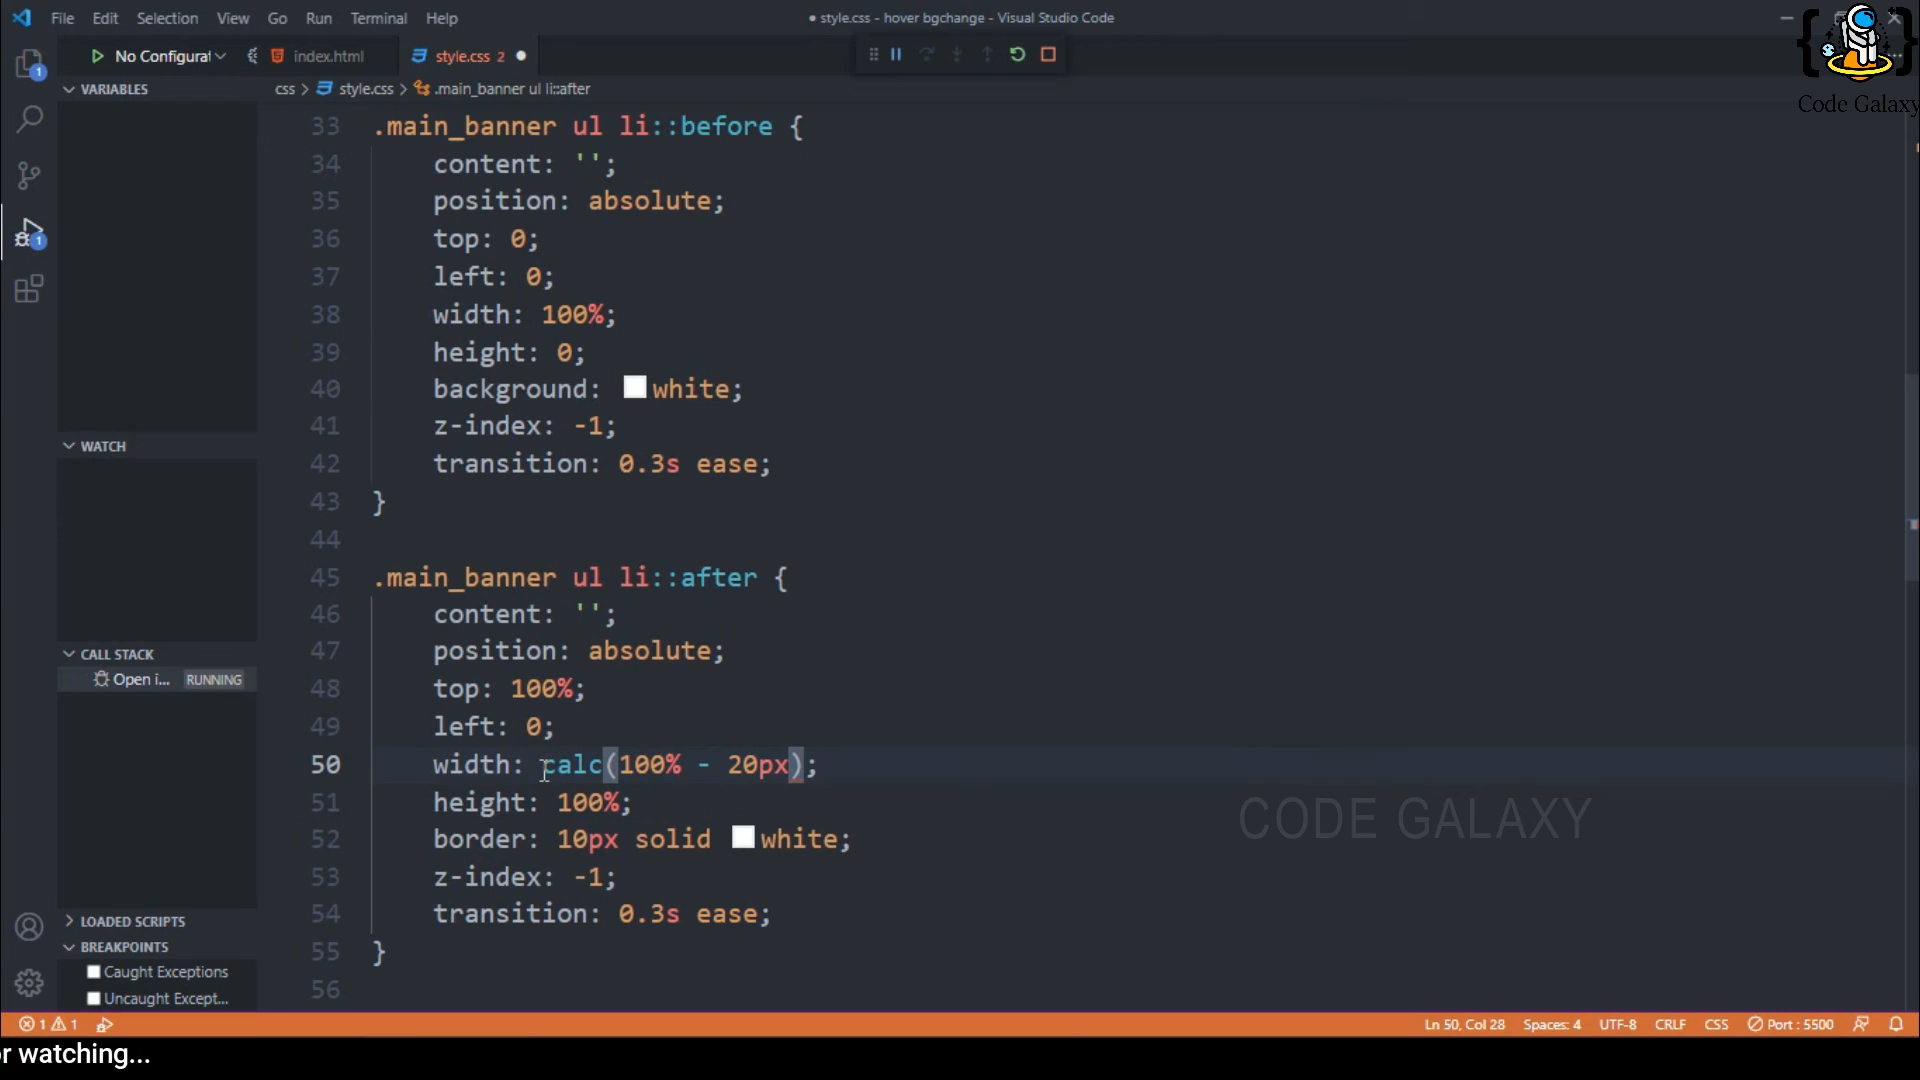 File Edit Selection View Go Run Terminal Help
● style.css - hover bgchange - Visual Studio Code
No Configurat
index.html
style.css 2 ●
Code Galaxy
css > style.css > .main_banner ul li::after
VARIABLES
WATCH
CALL STACK
Open i... RUNNING
LOADED SCRIPTS
BREAKPOINTS
Caught Exceptions
Uncaught Except...
33 .main_banner ul li::before {
34 content: '';
35 position: absolute;
36 top: 0;
37 left: 0;
38 width: 100%;
39 height: 0;
40 background: white;
41 z-index: -1;
42 transition: 0.3s ease;
43 }
44
45 .main_banner ul li::after {
46 content: '';
47 position: absolute;
48 top: 100%;
49 left: 0;
50 width: calc(100% - 20px);
51 height: 100%;
52 border: 10px solid white;
53 z-index: -1;
54 transition: 0.3s ease;
55 }
56
CODE GALAXY
1 1
Ln 50, Col 28 Spaces: 4 UTF-8 CRLF CSS Port : 5500
r watching...